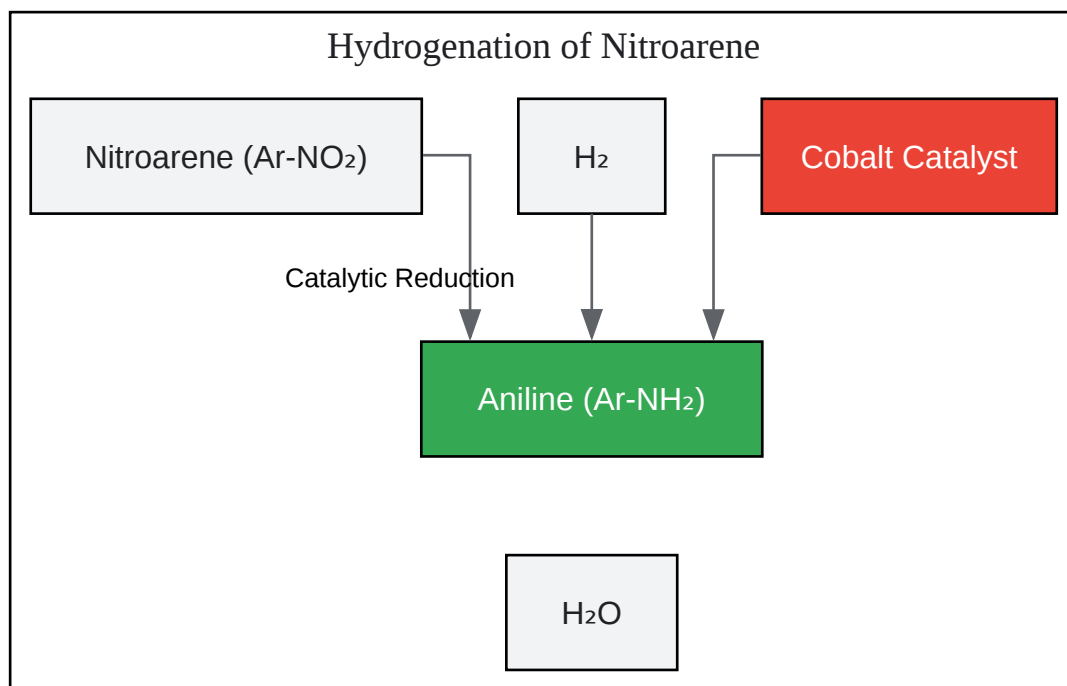 Hydrogenation of Nitroarene
Nitroarene (Ar-NO₂)
H₂
Cobalt Catalyst
Catalytic Reduction
Aniline (Ar-NH₂)
H₂O